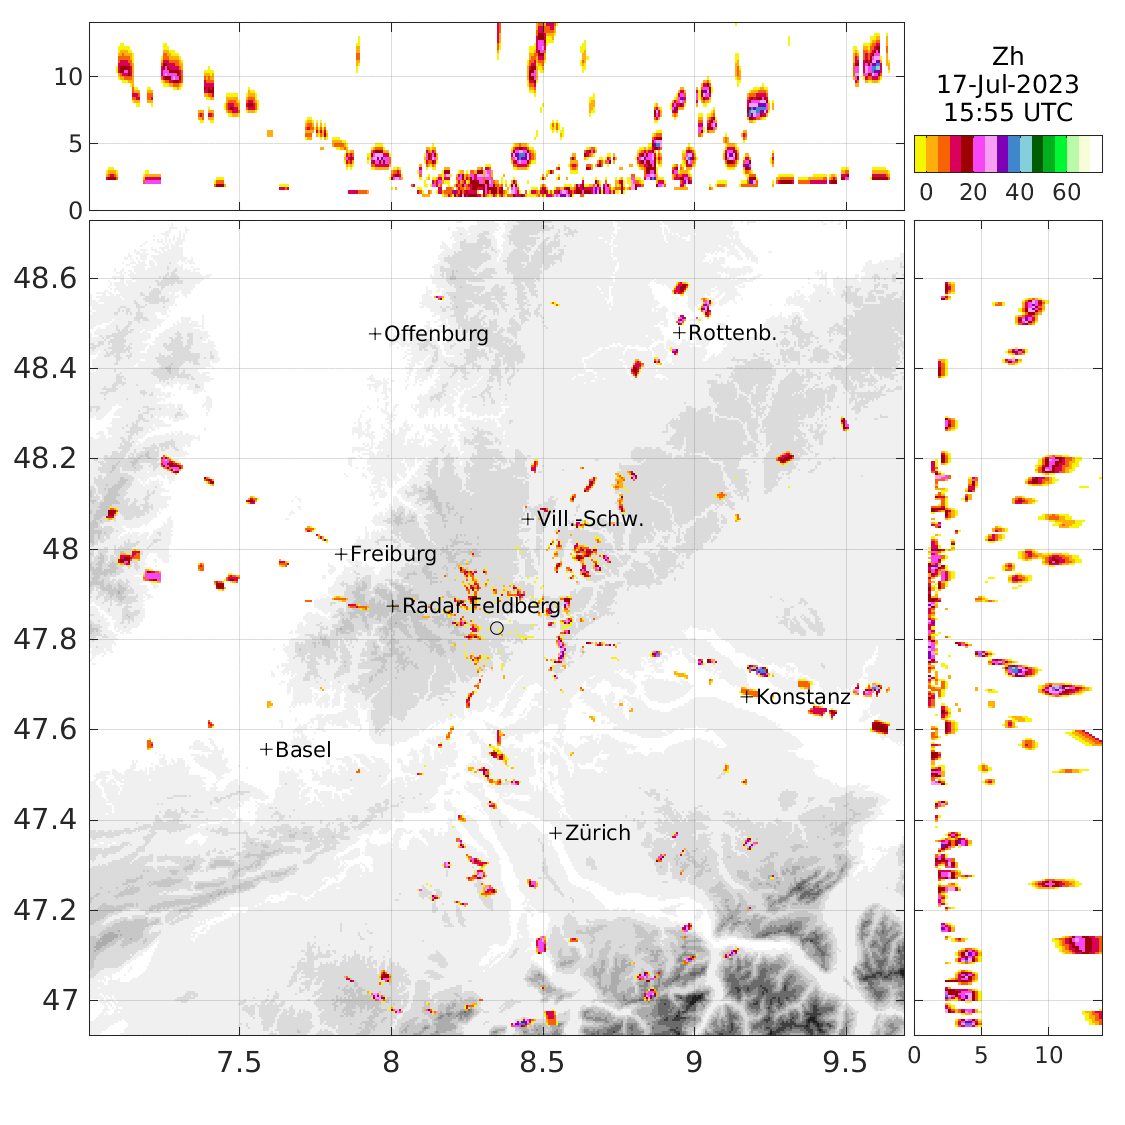 10
5
0
Zh
17-Jul-2023
15:55 UTC
0 20 40 60
48.6
Offenburg
Rottenb.
48.4
48.2
Vill.-Schw.
48
Freiburg
Radar Feldberg
47.8
Konstanz
47.6
Basel
47.4
Zürich
47.2
47
7.5 8 8.5 9 9.5
0 5 10